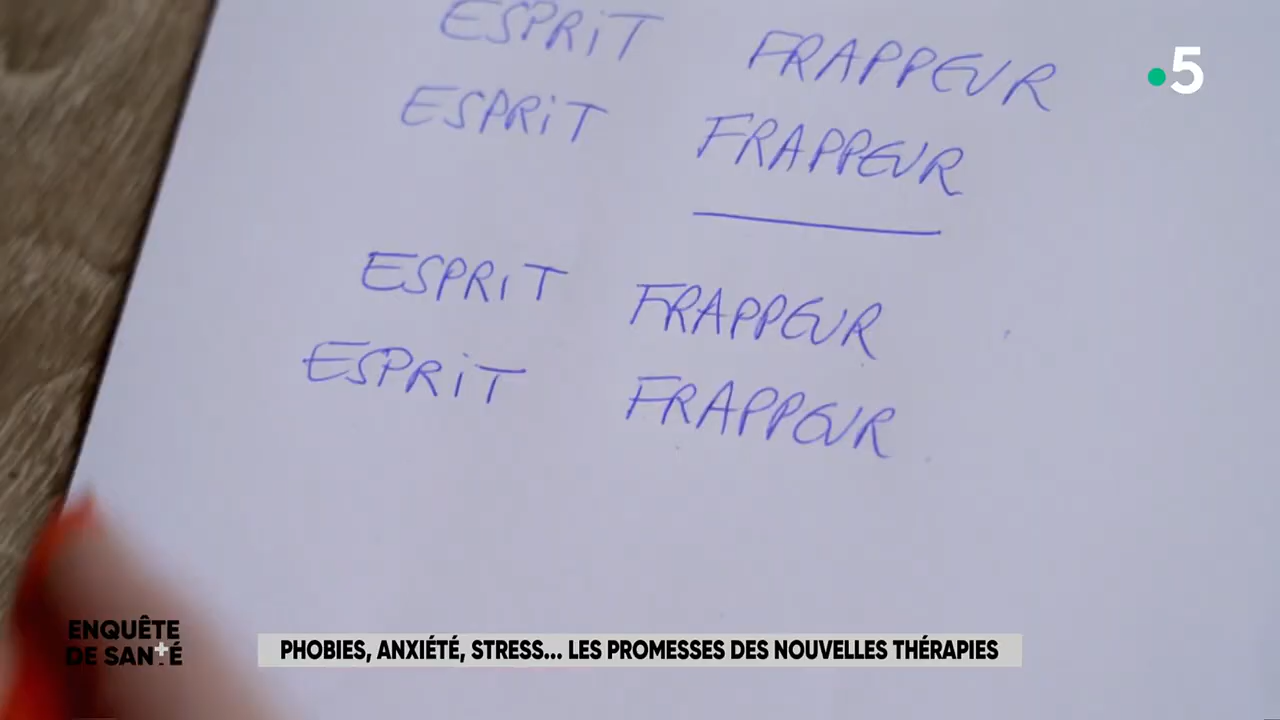 ESPRIT FRAPPEUR
5
ESPRIT FRAPPEUR
ESPRIT FRAPPEUR
ESPRIT FRAPPEUR
ENQUÊTE
DE SANTÉ
PHOBIES, ANXIÉTÉ, STRESS... LES PROMESSES DES NOUVELLES THÉRAPIES